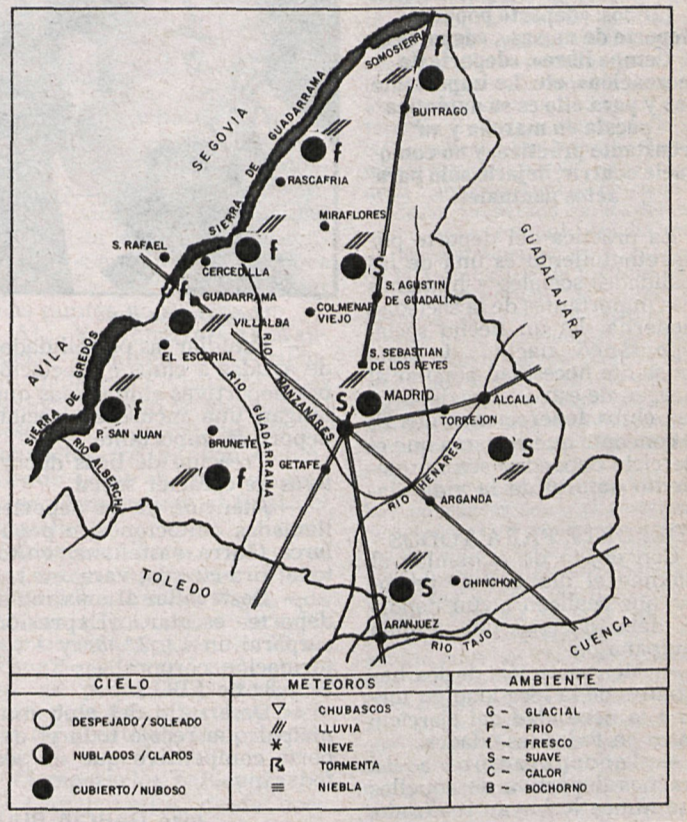 SOMOSIERRA
f
BUITRAGO
SIERRA DE GUADARRAMA
SEGOVIA
f
RASCAFRIA
MIRAFLORES
GUADALAJARA
S. RAFAEL
f
CERCEDILLA
S
S. AGUSTIN
DE GUADALIX
f
GUADARRAMA
COLMENAR
VIEJO
VILLALBA
AVILA
SIERRA DE GREDOS
EL ESCORIAL
RIO MANZANARES
S. SEBASTIAN
DE LOS REYES
RIO GUADARRAMA
f
S
MADRID
ALCALA
TORREJON
P. SAN JUAN
RIO ALBERCHE
BRUNETE
S
GETAFE
f
RIO HENARES
ARGANDA
TOLEDO
S
CHINCHON
ARANJUEZ
RIO TAJO
CUENCA
CIELO
DESPEJADO/SOLEADO
NUBLADOS/CLAROS
CUBIERTO/NUBOSO
METEOROS
CHUBASCOS
LLUVIA
NIEVE
TORMENTA
NIEBLA
AMBIENTE
G - GLACIAL
F - FRIO
f - FRESCO
S - SUAVE
C - CALOR
B - BOCHORNO